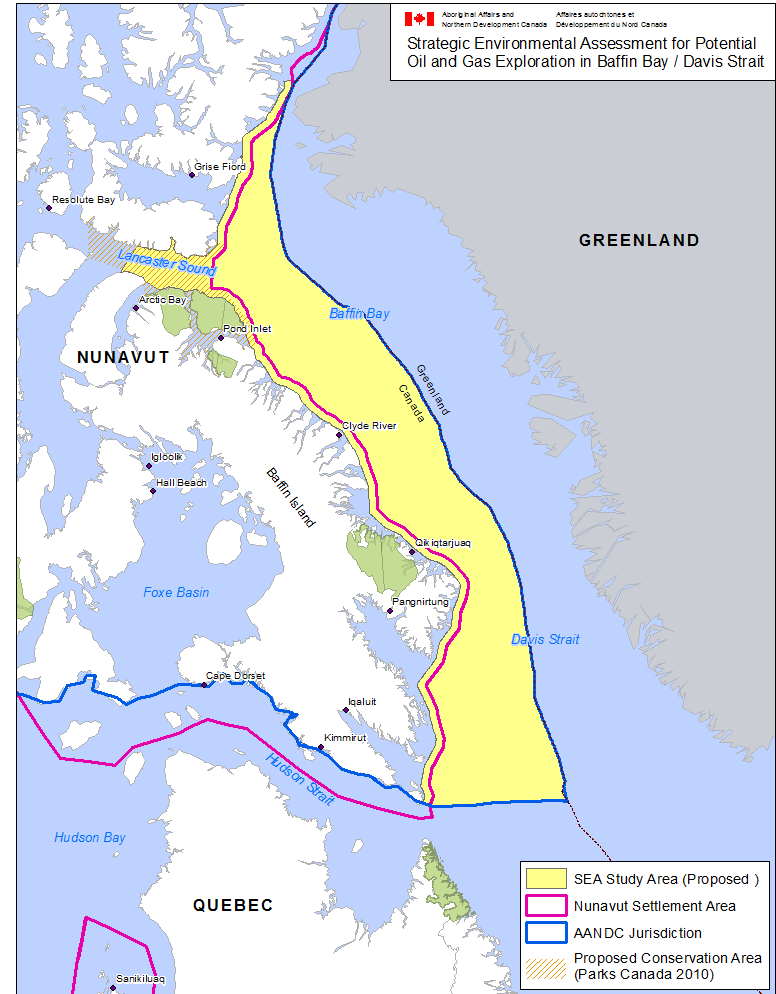 Aboriginal Affairs and
Northern Development Canada
Affaires autochtones et
Développement du Nord Canada
Strategic Environmental Assessment for Potential
Oil and Gas Exploration in Baffin Bay / Davis Strait
Grise Fiord
Resolute Bay
GREENLAND
Lancaster Sound
Arctic Bay
Baffin Bay
Pond Inlet
NUNAVUT
Greenland
Canada
Clyde River
Igloolik
Hall Beach
Baffin Island
Qikiqtarjuaq
Foxe Basin
Pangnirtung
Davis Strait
Cape Dorset
Iqaluit
Kimmirut
Hudson Strait
Hudson Bay
QUEBEC
Sanikiluaq
SEA Study Area (Proposed )
Nunavut Settlement Area
AANDC Jurisdiction
Proposed Conservation Area
(Parks Canada 2010)